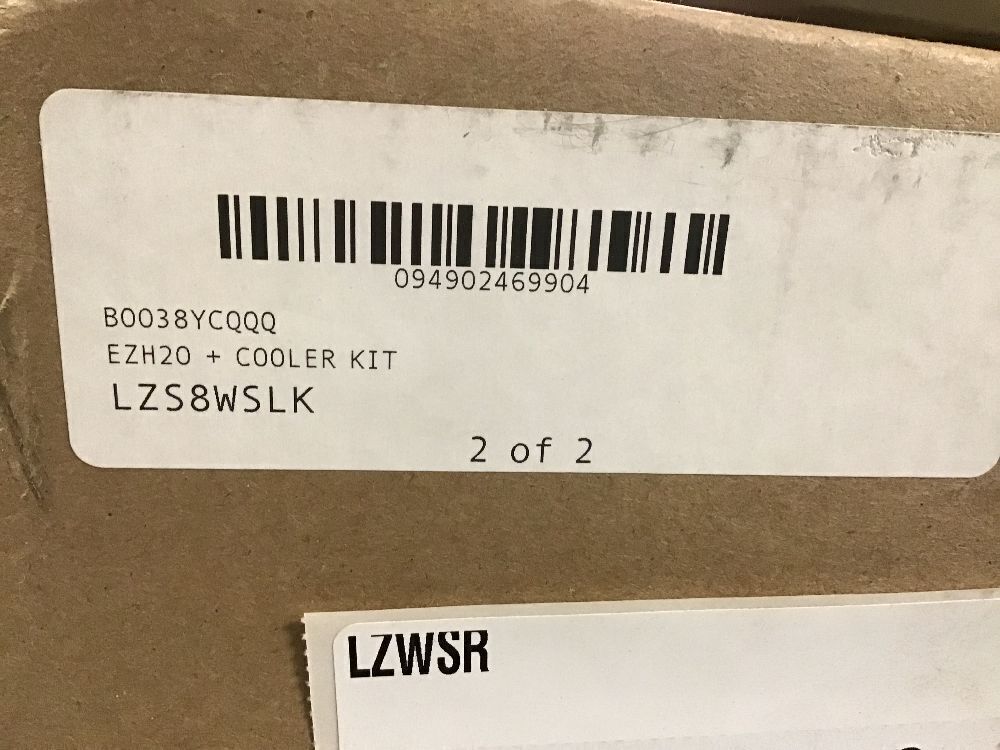 094902469904
B0038YCQQQ
EZH2O + COOLER KIT
LZS8WSLK
2 of 2
LZWSR